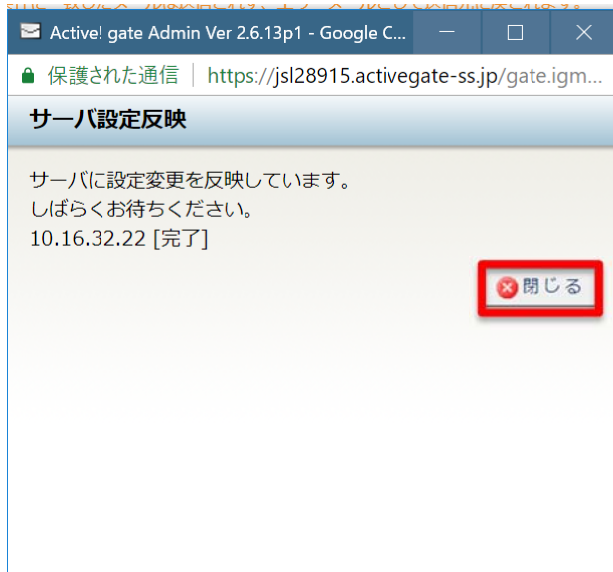 Active! gate Admin Ver 2.6.13p1 - Google C...
保護された通信 | https://jsl28915.activegate-ss.jp/gate.igm...
サーバ設定反映
サーバに設定変更を反映しています。
しばらくお待ちください。
10.16.32.22 [完了]
閉じる